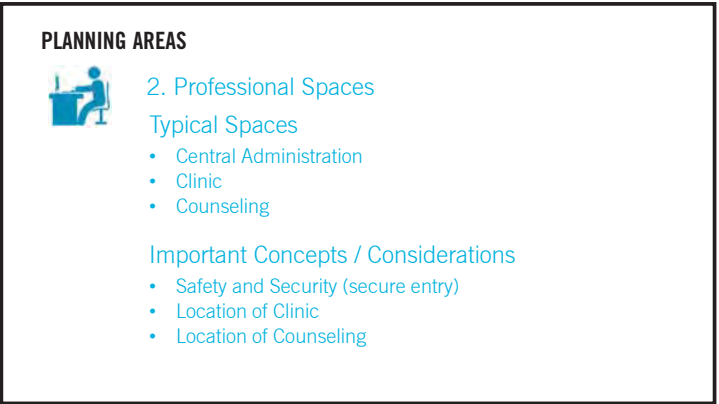 PLANNING AREAS
2. Professional Spaces
Typical Spaces
• Central Administration
• Clinic
• Counseling
Important Concepts / Considerations
• Safety and Security (secure entry)
• Location of Clinic
• Location of Counseling